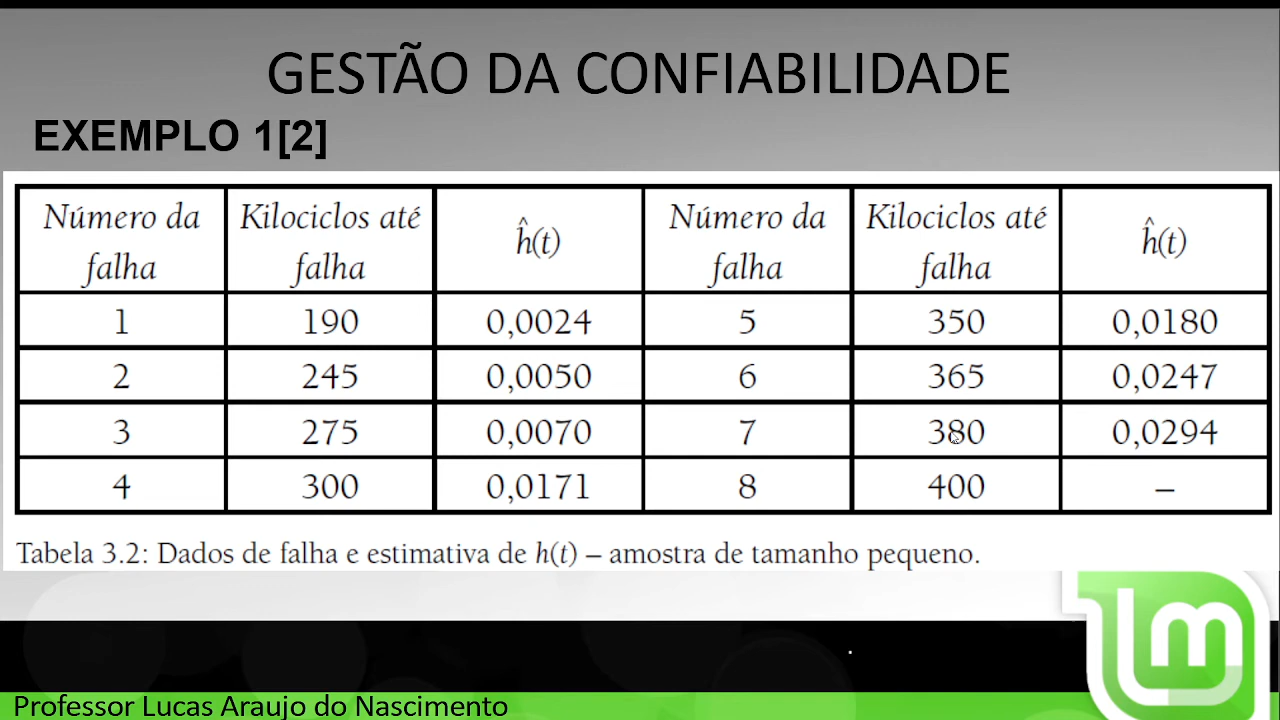 GESTÃO DA CONFIABILIDADE
EXEMPLO 1[2]
Número da falha Kilociclos até falha ĥ(t) Número da falha Kilociclos até falha ĥ(t)
1 190 0,0024 5 350 0,0180
2 245 0,0050 6 365 0,0247
3 275 0,0070 7 380 0,0294
4 300 0,0171 8 400 –
Tabela 3.2: Dados de falha e estimativa de h(t) – amostra de tamanho pequeno.
lm
Professor Lucas Araujo do Nascimento